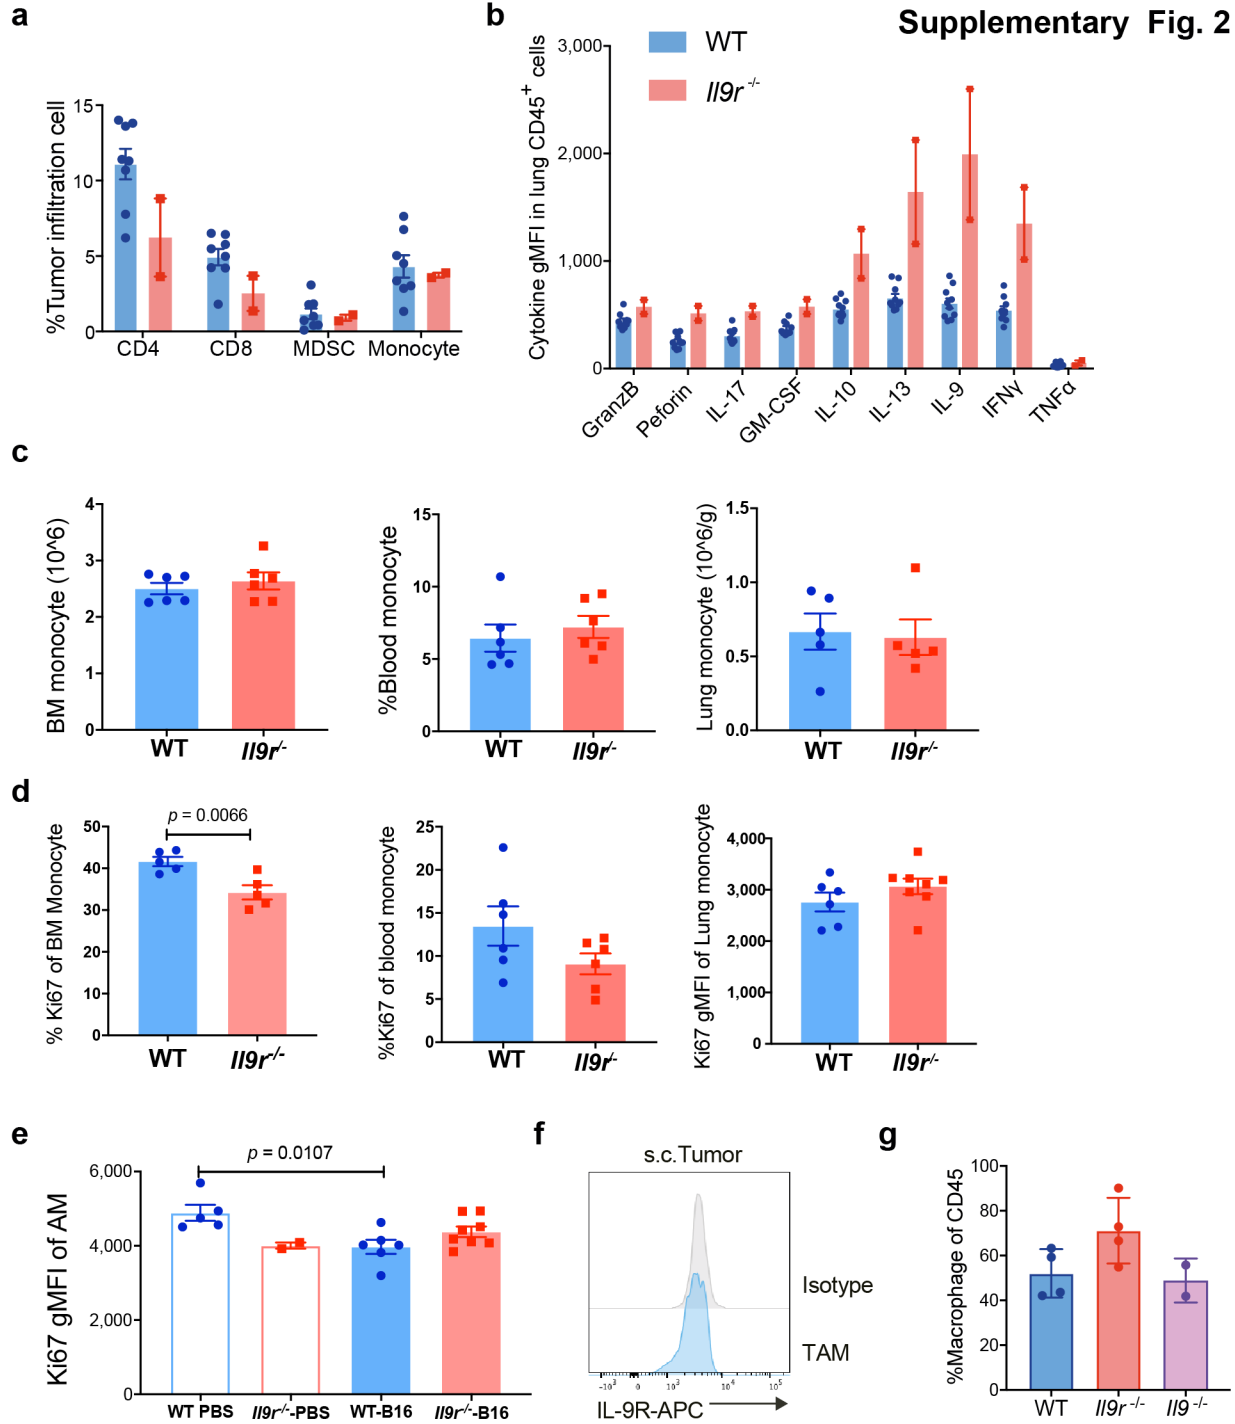 Supplementary Fig. 2
a
%Tumor infiltration cell
15
10
5
0
CD4 CD8 MDSC Monocyte
b
WT
Il9r -/-
Cytokine gMFI in lung CD45+ cells
3,000
2,000
1,000
0
GranzB Peforin IL-17 GM-CSF IL-10 IL-13 IL-9 IFNγ TNFα
c
BM monocyte (10^6)
4
3
2
1
0
WT Il9r-/-
%Blood monocyte
15
10
5
0
WT Il9r-/-
Lung monocyte (10^6/g)
1.5
1.0
0.5
0.0
WT Il9r-/-
d
p = 0.0066
% Ki67 of BM Monocyte
50
40
30
20
10
0
WT Il9r-/-
%Ki67 of blood monocyte
25
20
15
10
5
0
WT Il9r-/-
Ki67 gMFI of Lung monocyte
4,000
3,000
2,000
1,000
0
WT Il9r-/-
e
p = 0.0107
Ki67 gMFI of AM
6,000
4,000
2,000
0
WT PBS Il9r-/-PBS WT-B16 Il9r-/-B16
f
s.c.Tumor
Isotype
TAM
-10³ 0 10³ 10⁴ 10⁵
IL-9R-APC
g
%Macrophage of CD45
100
80
60
40
20
0
WT Il9r -/- Il9 -/-